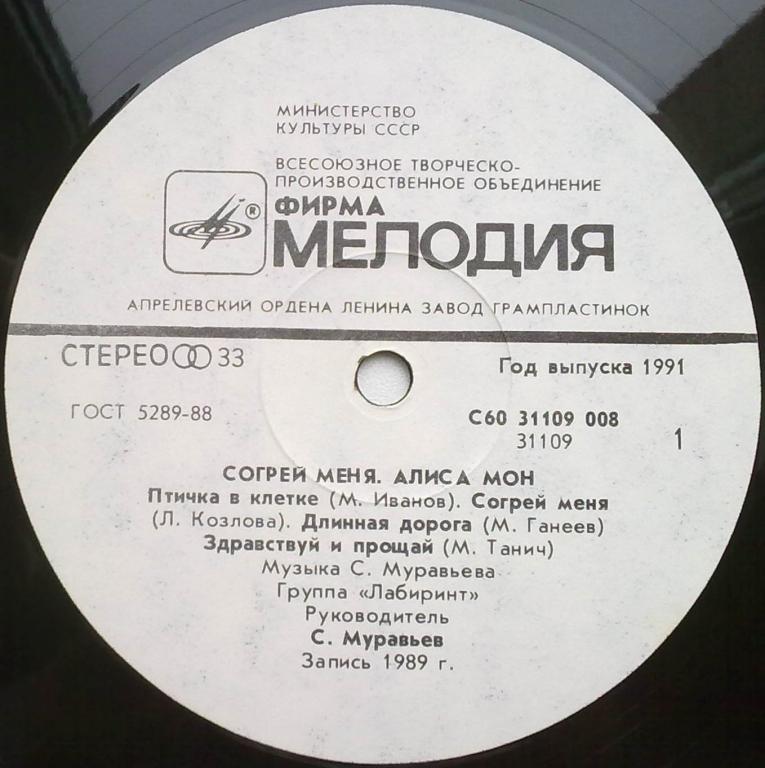 МИНИСТЕРСТВО
КУЛЬТУРЫ СССР
ВСЕСОЮЗНОЕ ТВОРЧЕСКО-
ПРОИЗВОДСТВЕННОЕ ОБЪЕДИНЕНИЕ
®
ФИРМА
МЕЛОДИЯ
АПРЕЛЕВСКИЙ ОРДЕНА ЛЕНИНА ЗАВОД ГРАМПЛАСТИНОК
СТЕРЕО 33
Год выпуска 1991
ГОСТ 5289-88
С60 31109 008
31109
1
СОГРЕЙ МЕНЯ. АЛИСА МОН
Птичка в клетке (М. Иванов). Согрей меня
(Л. Козлова). Длинная дорога (М. Ганеев)
Здравствуй и прощай (М. Танич)
Музыка С. Муравьева
Группа «Лабиринт»
Руководитель
С. Муравьев
Запись 1989 г.